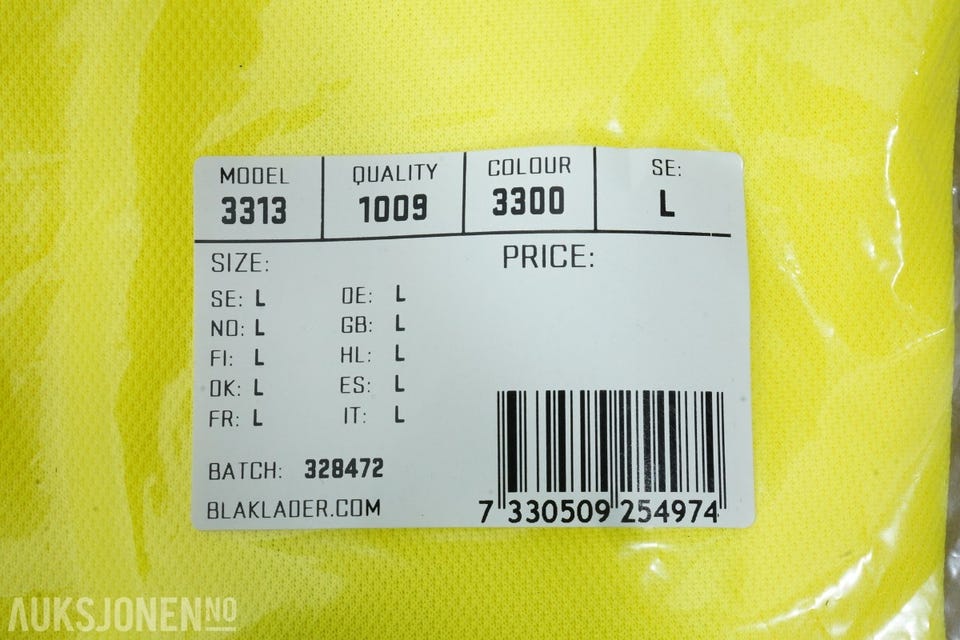 MODEL QUALITY COLOUR SE:
3313 1009 3300 L
SIZE: PRICE:
SE: L DE: L
NO: L GB: L
FI: L HL: L
DK: L ES: L
FR: L IT: L
BATCH: 328472
BLAKLADER.COM
7 330509 254974
AUKSJONEN.NO